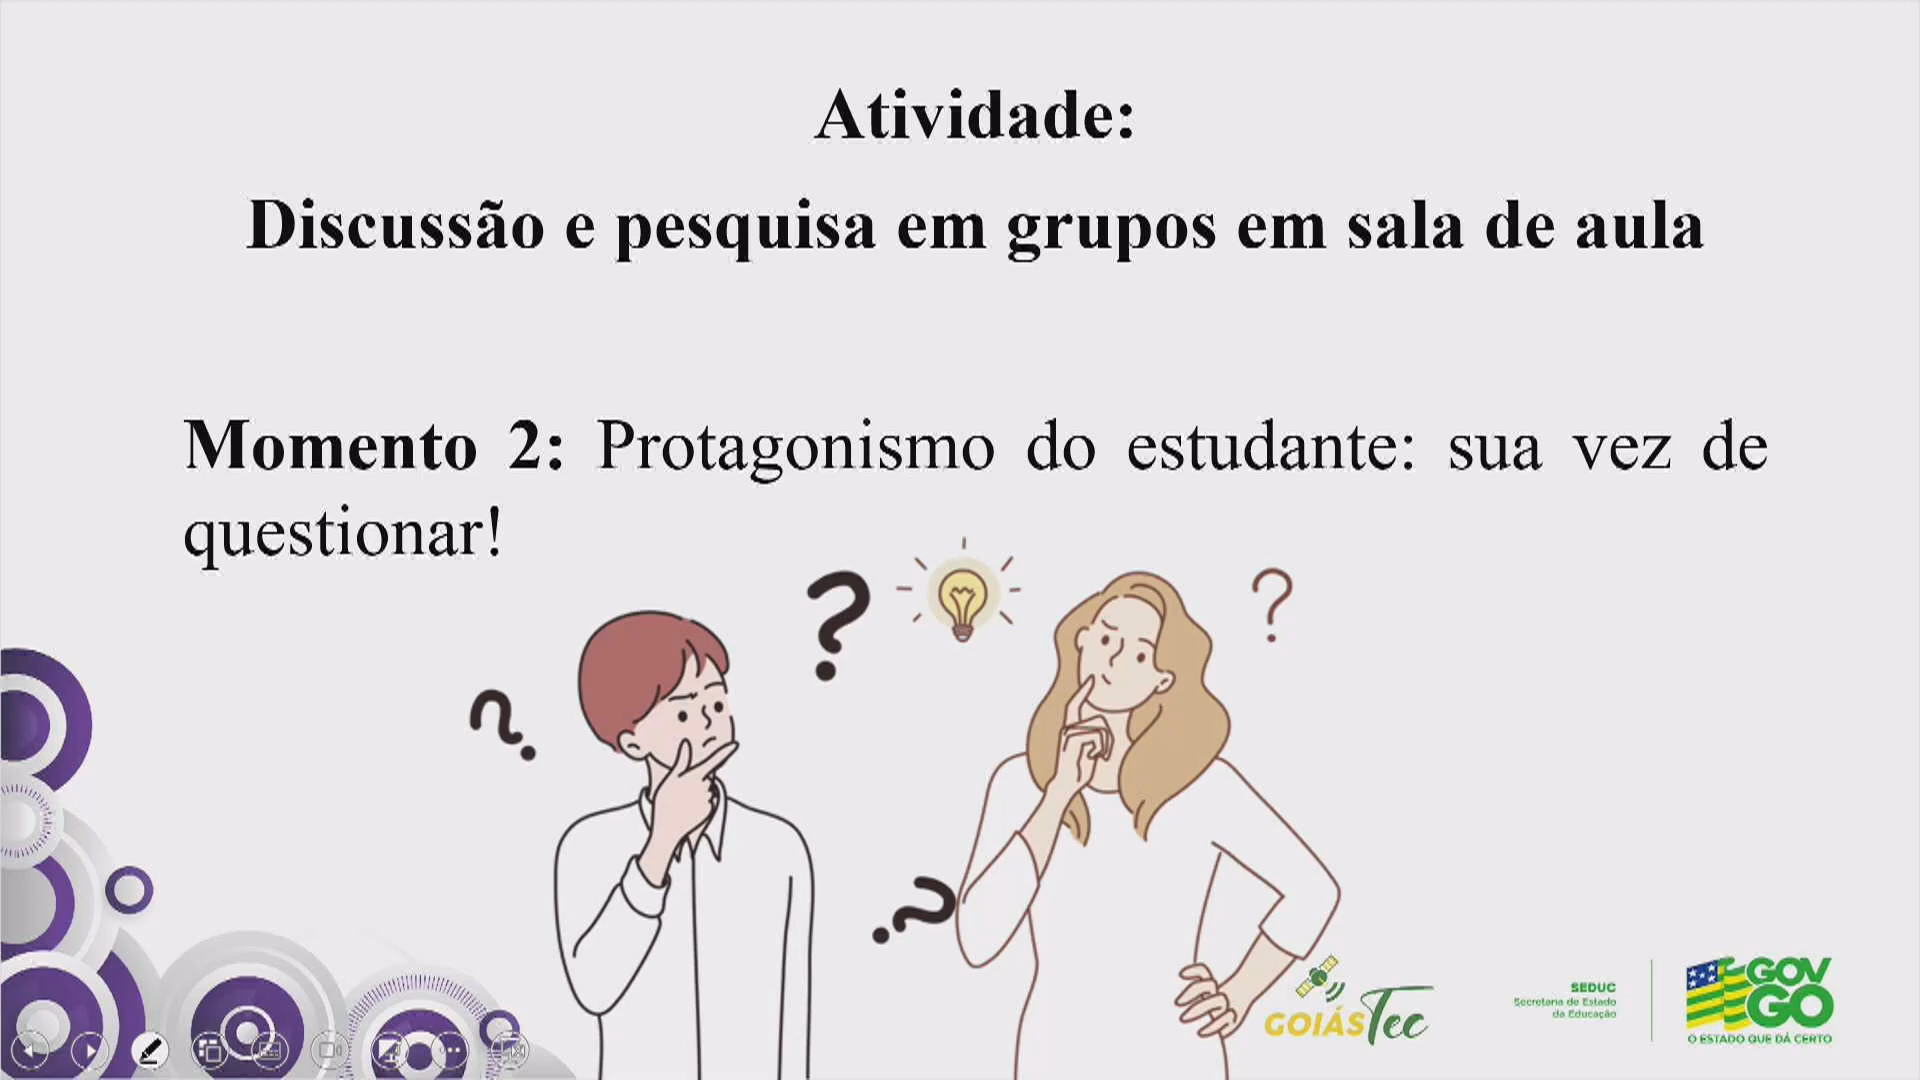 Atividade:
Discussão e pesquisa em grupos em sala de aula
Momento 2: Protagonismo do estudante: sua vez de
questionar!
GOIÁS Tec
SEDUC
Secretaria de Estado
da Educação
GOV
GO
O ESTADO QUE DÁ CERTO